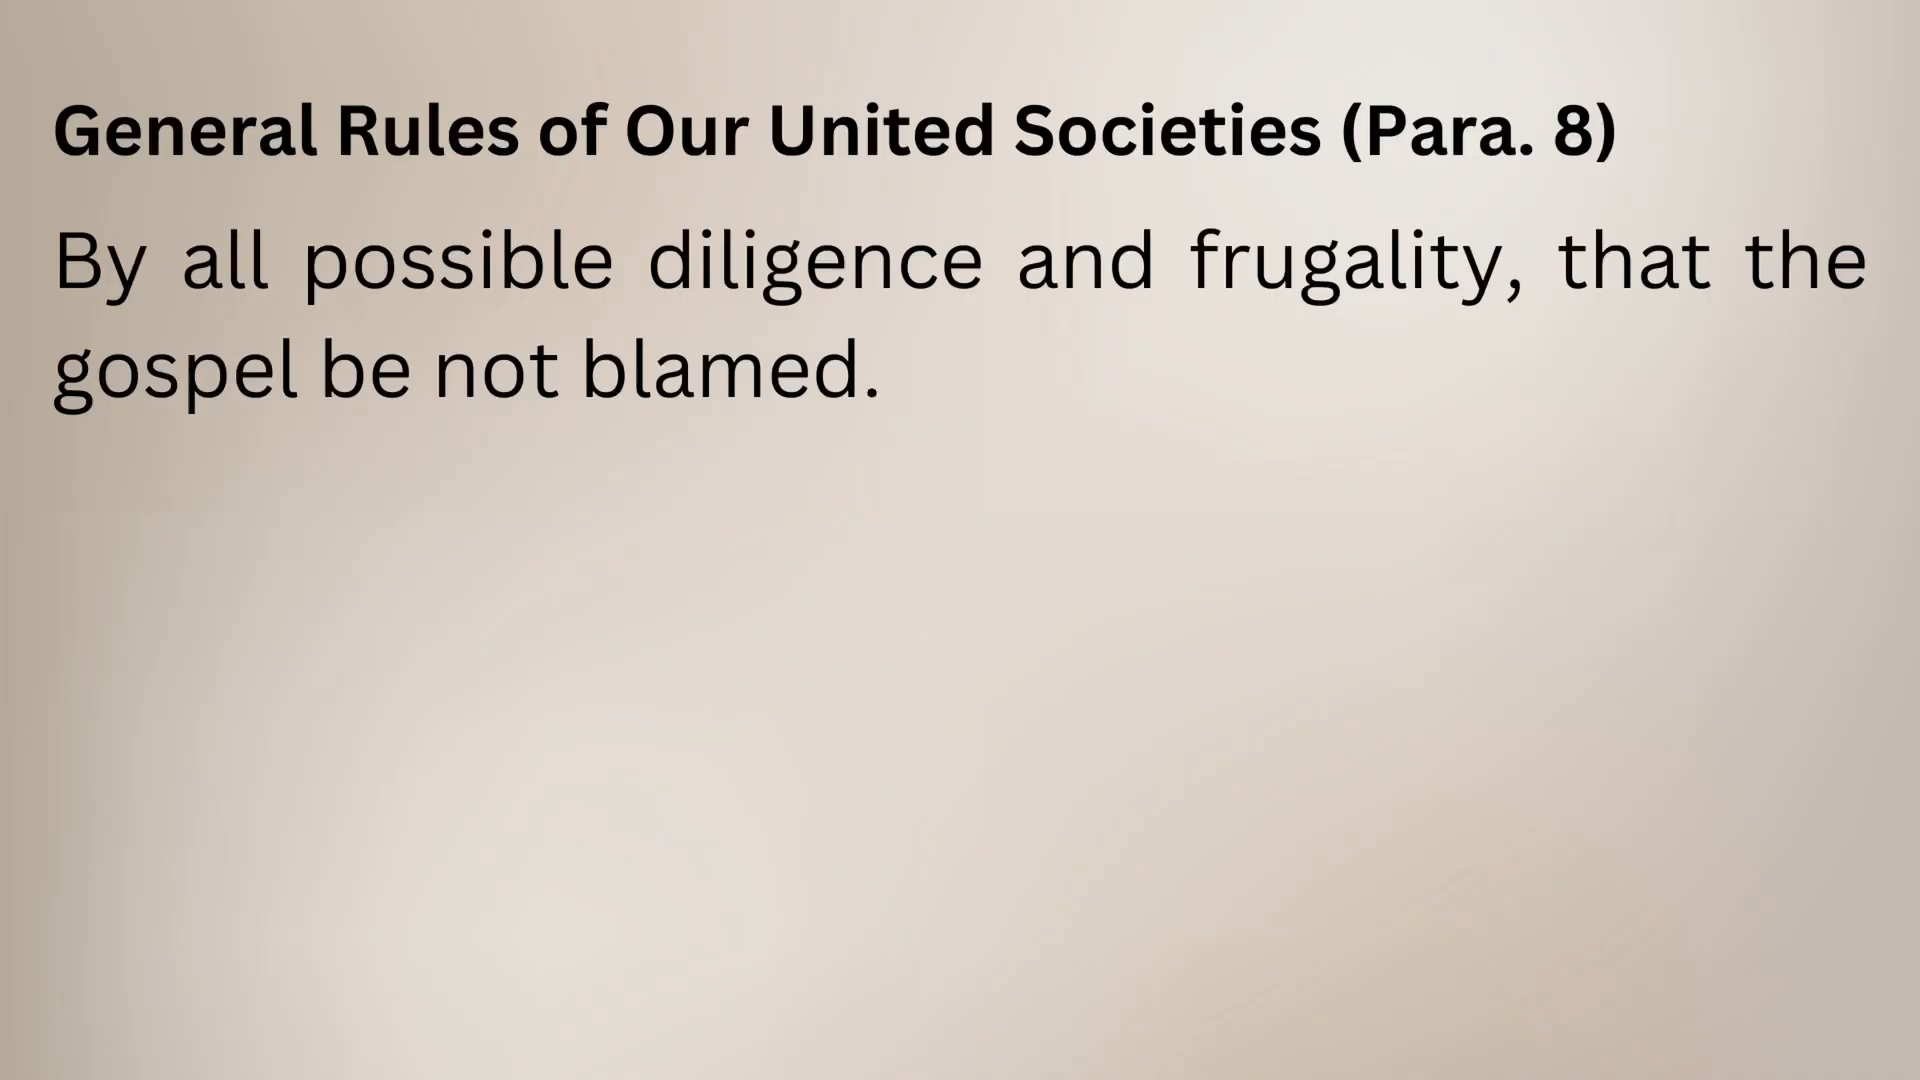 General Rules of Our United Societies (Para. 8)
By all possible diligence and frugality, that the
gospel be not blamed.